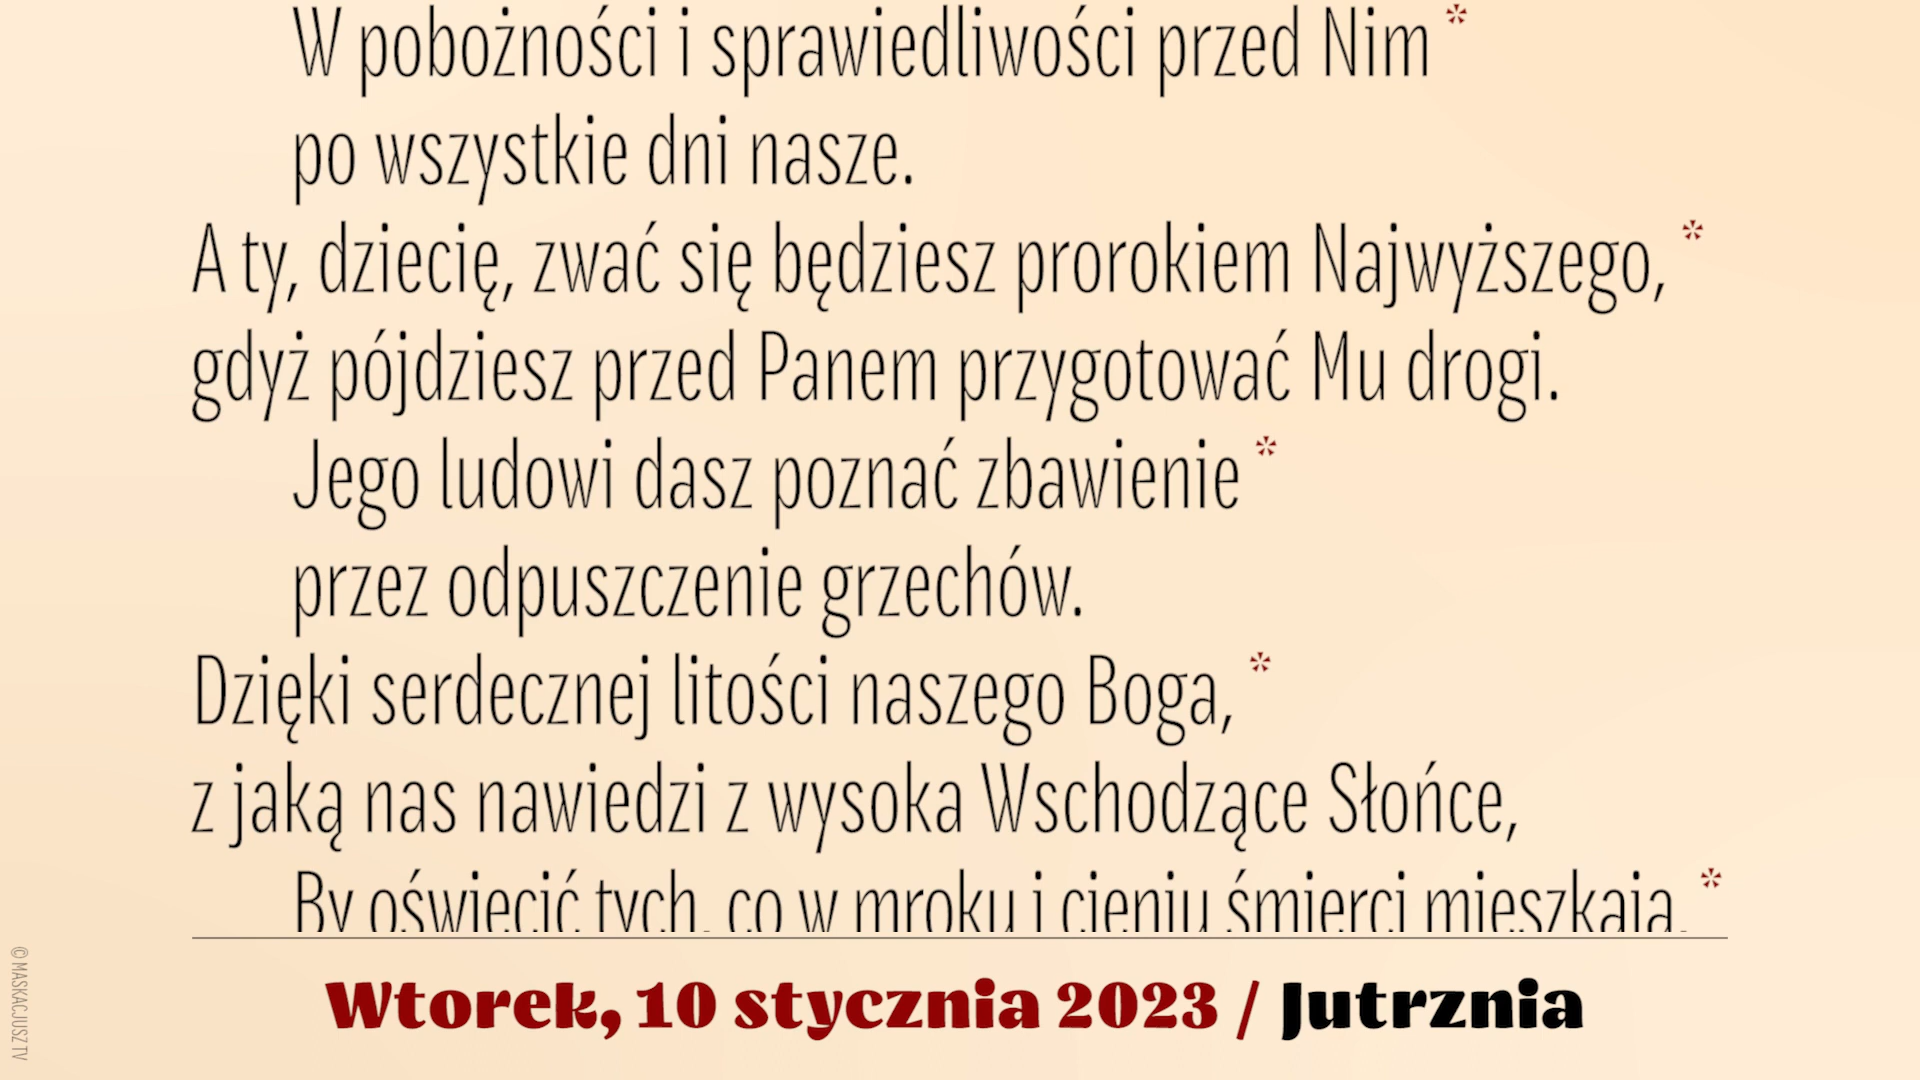 W pobożności i sprawiedliwości przed Nim *
po wszystkie dni nasze.
A ty, dziecię, zwać się będziesz prorokiem Najwyższego, *
gdyż pójdziesz przed Panem przygotować Mu drogi.
Jego ludowi dasz poznać zbawienie *
przez odpuszczenie grzechów.
Dzięki serdecznej litości naszego Boga, *
z jaką nas nawiedzi z wysoka Wschodzące Słońce,
By oświecić tych, co w mroku i cieniu śmierci mieszkają, *
Wtorek, 10 stycznia 2023 / Jutrznia
© MASKACJUSZ TV